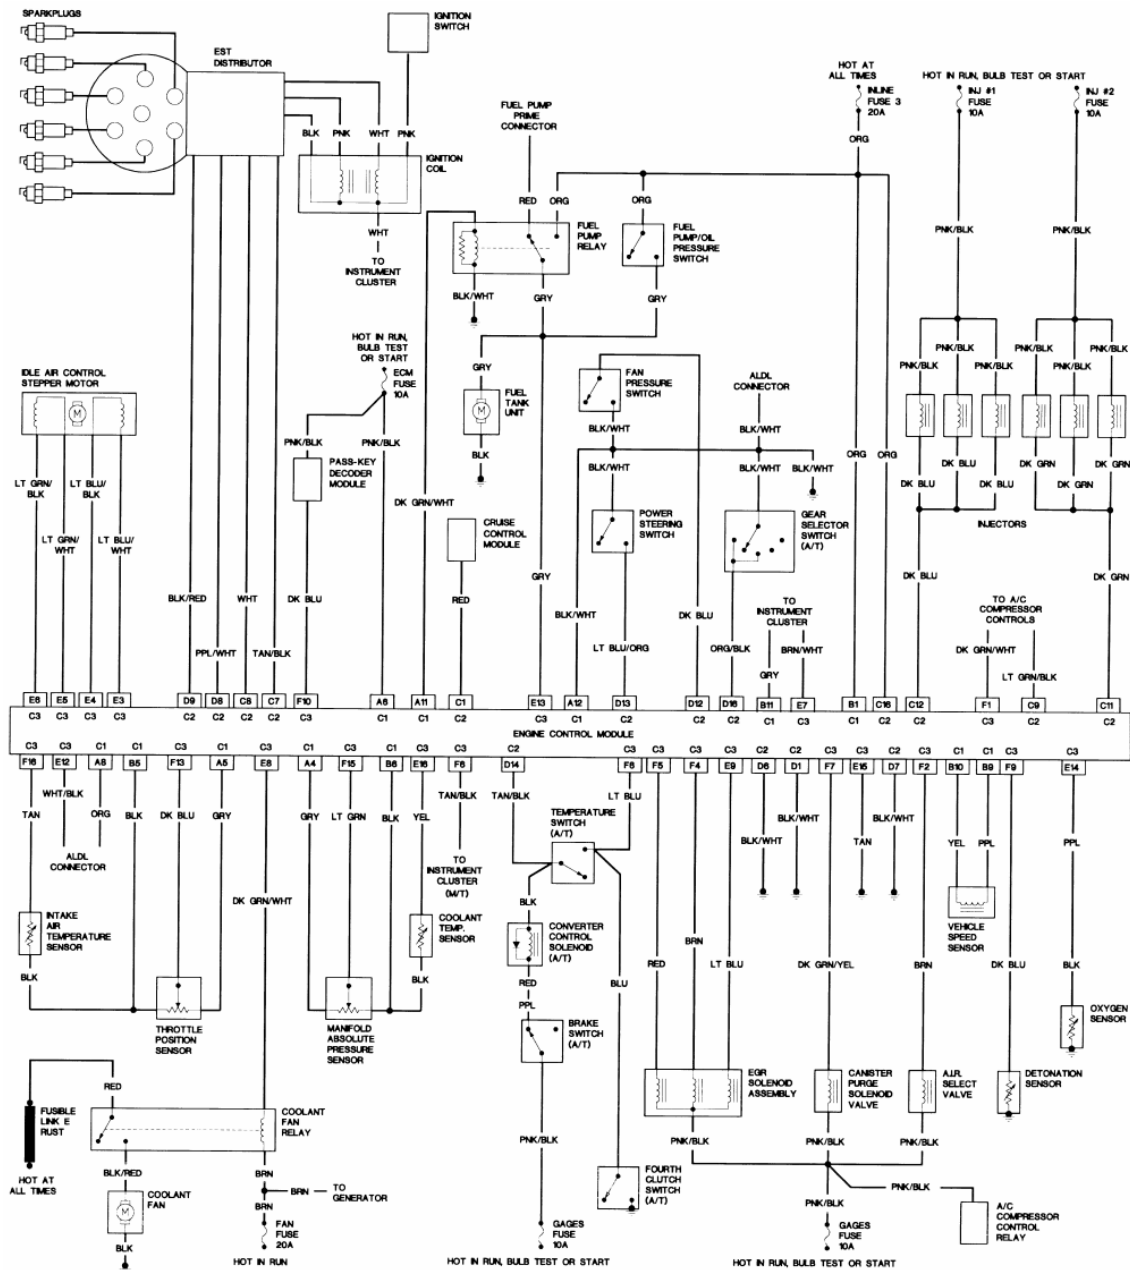 SPARKPLUGS
EST
DISTRIBUTOR
IGNITION
SWITCH
BLK
PNK
WHT
PNK
IGNITION
COIL
WHT
TO
INSTRUMENT
CLUSTER
FUEL PUMP
PRIME
CONNECTOR
RED
ORG
FUEL
PUMP
RELAY
BLK/WHT
GRY
ORG
FUEL
PUMP/OIL
PRESSURE
SWITCH
GRY
HOT AT
ALL TIMES
INLINE
FUSE 3
20A
ORG
HOT IN RUN, BULB TEST OR START
INJ #1
FUSE
10A
INJ #2
FUSE
10A
PNK/BLK
PNK/BLK
PNK/BLK
PNK/BLK
PNK/BLK
PNK/BLK
PNK/BLK
PNK/BLK
DK BLU
DK GRN
DK GRN
DK BLU
DK BLU
DK GRN
INJECTORS
DK BLU
DK GRN
IDLE AIR CONTROL
STEPPER MOTOR
M
LT GRN/
BLK
LT BLU/
BLK
LT GRN/
WHT
LT BLU/
WHT
HOT IN RUN,
BULB TEST
OR START
ECM
FUSE
10A
PNK/BLK
PNK/BLK
PASS-KEY
DECODER
MODULE
DK BLU
GRY
FUEL
TANK
UNIT
M
BLK
DK GRN/WHT
CRUISE
CONTROL
MODULE
RED
GRY
FAN
PRESSURE
SWITCH
BLK/WHT
BLK/WHT
ALDL
CONNECTOR
BLK/WHT
BLK/WHT
POWER
STEERING
SWITCH
GEAR
SELECTOR
SWITCH
(A/T)
ORG
ORG
BLK/RED
PPL/WHT
WHT
TAN/BLK
BLK/WHT
LT BLU/ORG
DK BLU
ORG/BLK
TO
INSTRUMENT
CLUSTER
GRY
BRN/WHT
TO A/C
COMPRESSOR
CONTROLS
DK GRN/WHT
LT GRN/BLK
E6 E5 E4 E3 D9 D8 C8 C7 F10 A6 A11 C1 E13 A12 D13 D12 D16 B11 E7 B1 C16 C12 F1 C9 C11
C3 C3 C3 C3 C2 C2 C2 C2 C3 C1 C1 C2 C3 C1 C2 C2 C2 C1 C3 C1 C2 C2 C3 C2 C2
ENGINE CONTROL MODULE
C3 C3 C1 C1 C3 C1 C3 C1 C3 C1 C3 C3 C2 C3 C3 C3 C3 C2 C2 C3 C3 C2 C3 C1 C1 C3 C3
F16 E12 A8 B5 F13 A5 E8 A4 F15 B6 E16 F6 D14 F6 F5 F4 E9 D6 D1 F7 E15 D7 F2 B10 B9 F9 E14
TAN
WHT/BLK
ORG
BLK
DK BLU
GRY
ALDL
CONNECTOR
DK GRN/WHT
GRY
LT GRN
BLK
YEL
TAN/BLK
TO
INSTRUMENT
CLUSTER
(M/T)
TAN/BLK
LT BLU
TEMPERATURE
SWITCH
(A/T)
BLK/WHT
BLK/WHT
TAN
BLK/WHT
YEL
PPL
PPL
INTAKE
AIR
TEMPERATURE
SENSOR
BLK
THROTTLE
POSITION
SENSOR
MANIFOLD
ABSOLUTE
PRESSURE
SENSOR
COOLANT
TEMP.
SENSOR
BLK
BLK
CONVERTER
CONTROL
SOLENOID
(A/T)
RED
PPL
BRAKE
SWITCH
(A/T)
BLU
RED
BRN
LT BLU
DK GRN/YEL
BRN
VEHICLE
SPEED
SENSOR
DK BLU
BLK
OXYGEN
SENSOR
FUSIBLE
LINK E
RUST
HOT AT
ALL TIMES
RED
COOLANT
FAN
RELAY
BLK/RED
COOLANT
FAN
M
BLK
BRN
BRN
TO
GENERATOR
BRN
FAN
FUSE
20A
HOT IN RUN
PNK/BLK
GAGES
FUSE
10A
HOT IN RUN, BULB TEST OR START
FOURTH
CLUTCH
SWITCH
(A/T)
EGR
SOLENOID
ASSEMBLY
CANISTER
PURGE
SOLENOID
VALVE
A.I.R.
SELECT
VALVE
DETONATION
SENSOR
PNK/BLK
PNK/BLK
PNK/BLK
PNK/BLK
PNK/BLK
GAGES
FUSE
10A
HOT IN RUN, BULB TEST OR START
A/C
COMPRESSOR
CONTROL
RELAY